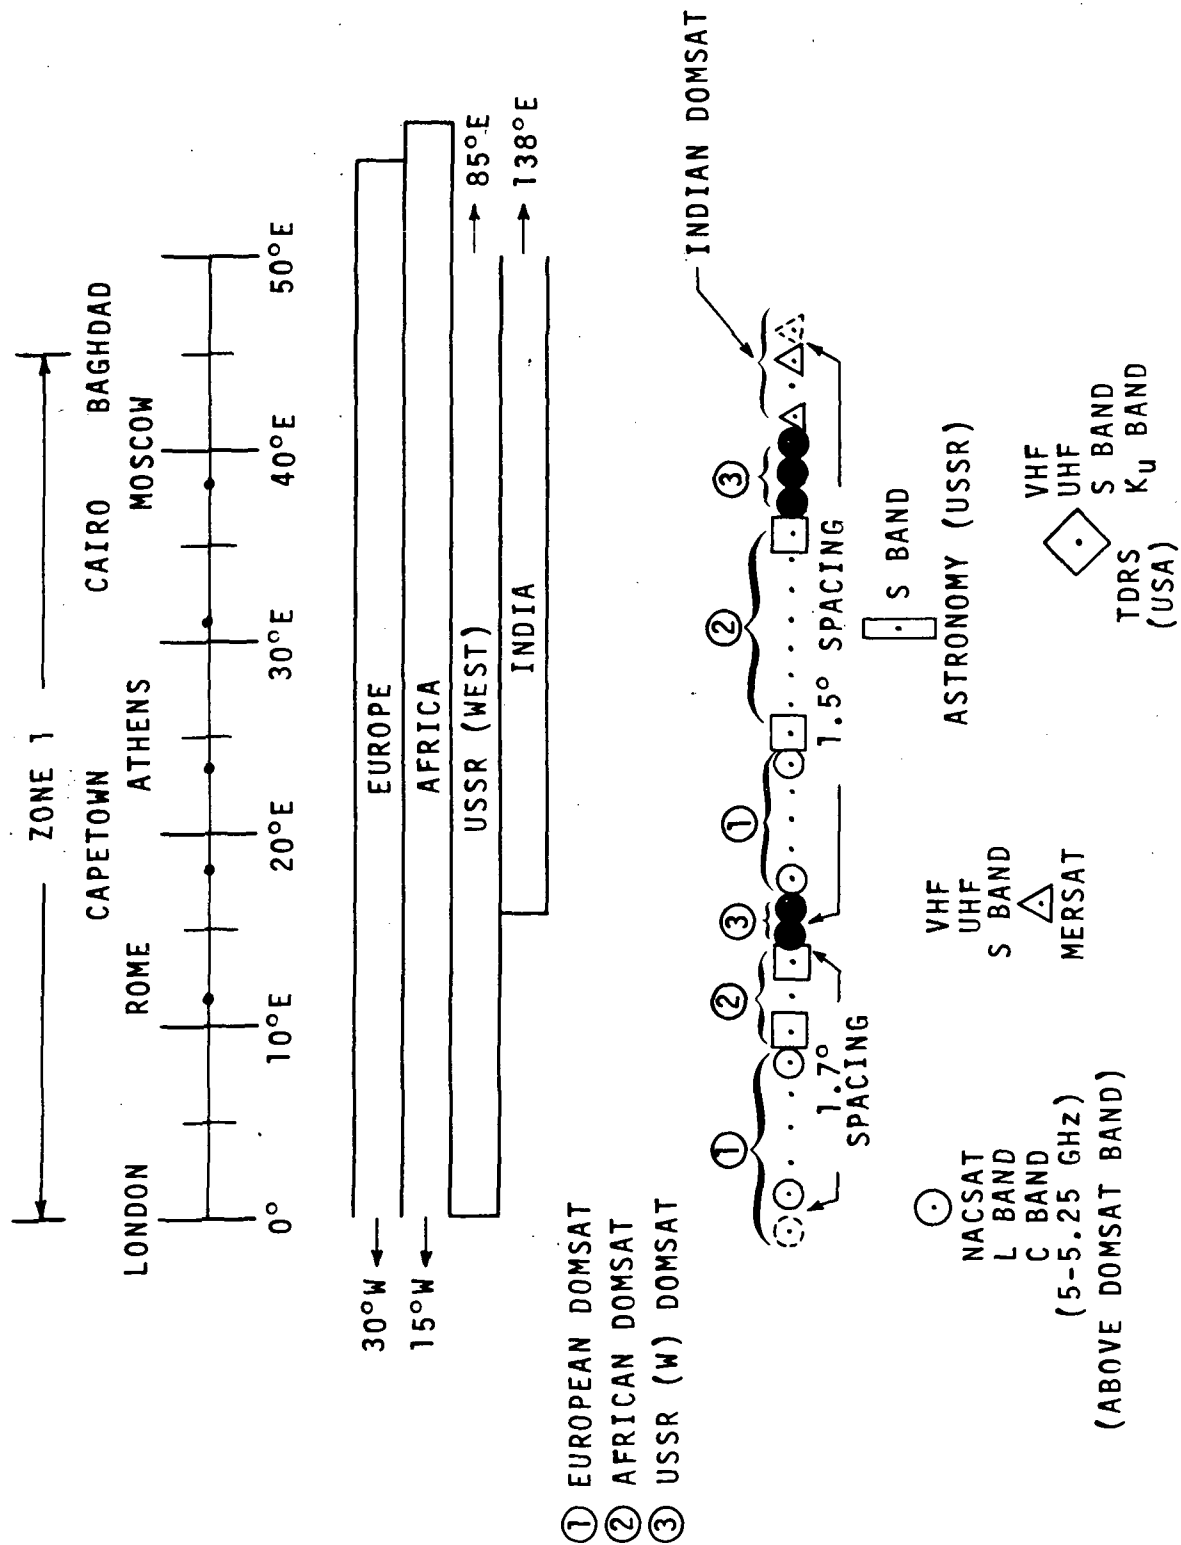 ZONE 1
LONDON
ROME
CAPETOWN
ATHENS
CAIRO
MOSCOW
BAGHDAD
0°
10°E
20°E
30°E
40°E
50°E
30°W
EUROPE
15°W
AFRICA
USSR (WEST)
85°E
INDIA
138°E
① EUROPEAN DOMSAT
② AFRICAN DOMSAT
③ USSR (W) DOMSAT
INDIAN DOMSAT
①
②
③
①
②
③
1.7°
SPACING
1.5° SPACING
NACSAT
L BAND
C BAND
(5-5.25 GHz)
(ABOVE DOMSAT BAND)
VHF
UHF
S BAND
MERSAT
S BAND
ASTRONOMY (USSR)
VHF
UHF
S BAND
Ku BAND
TDRS
(USA)